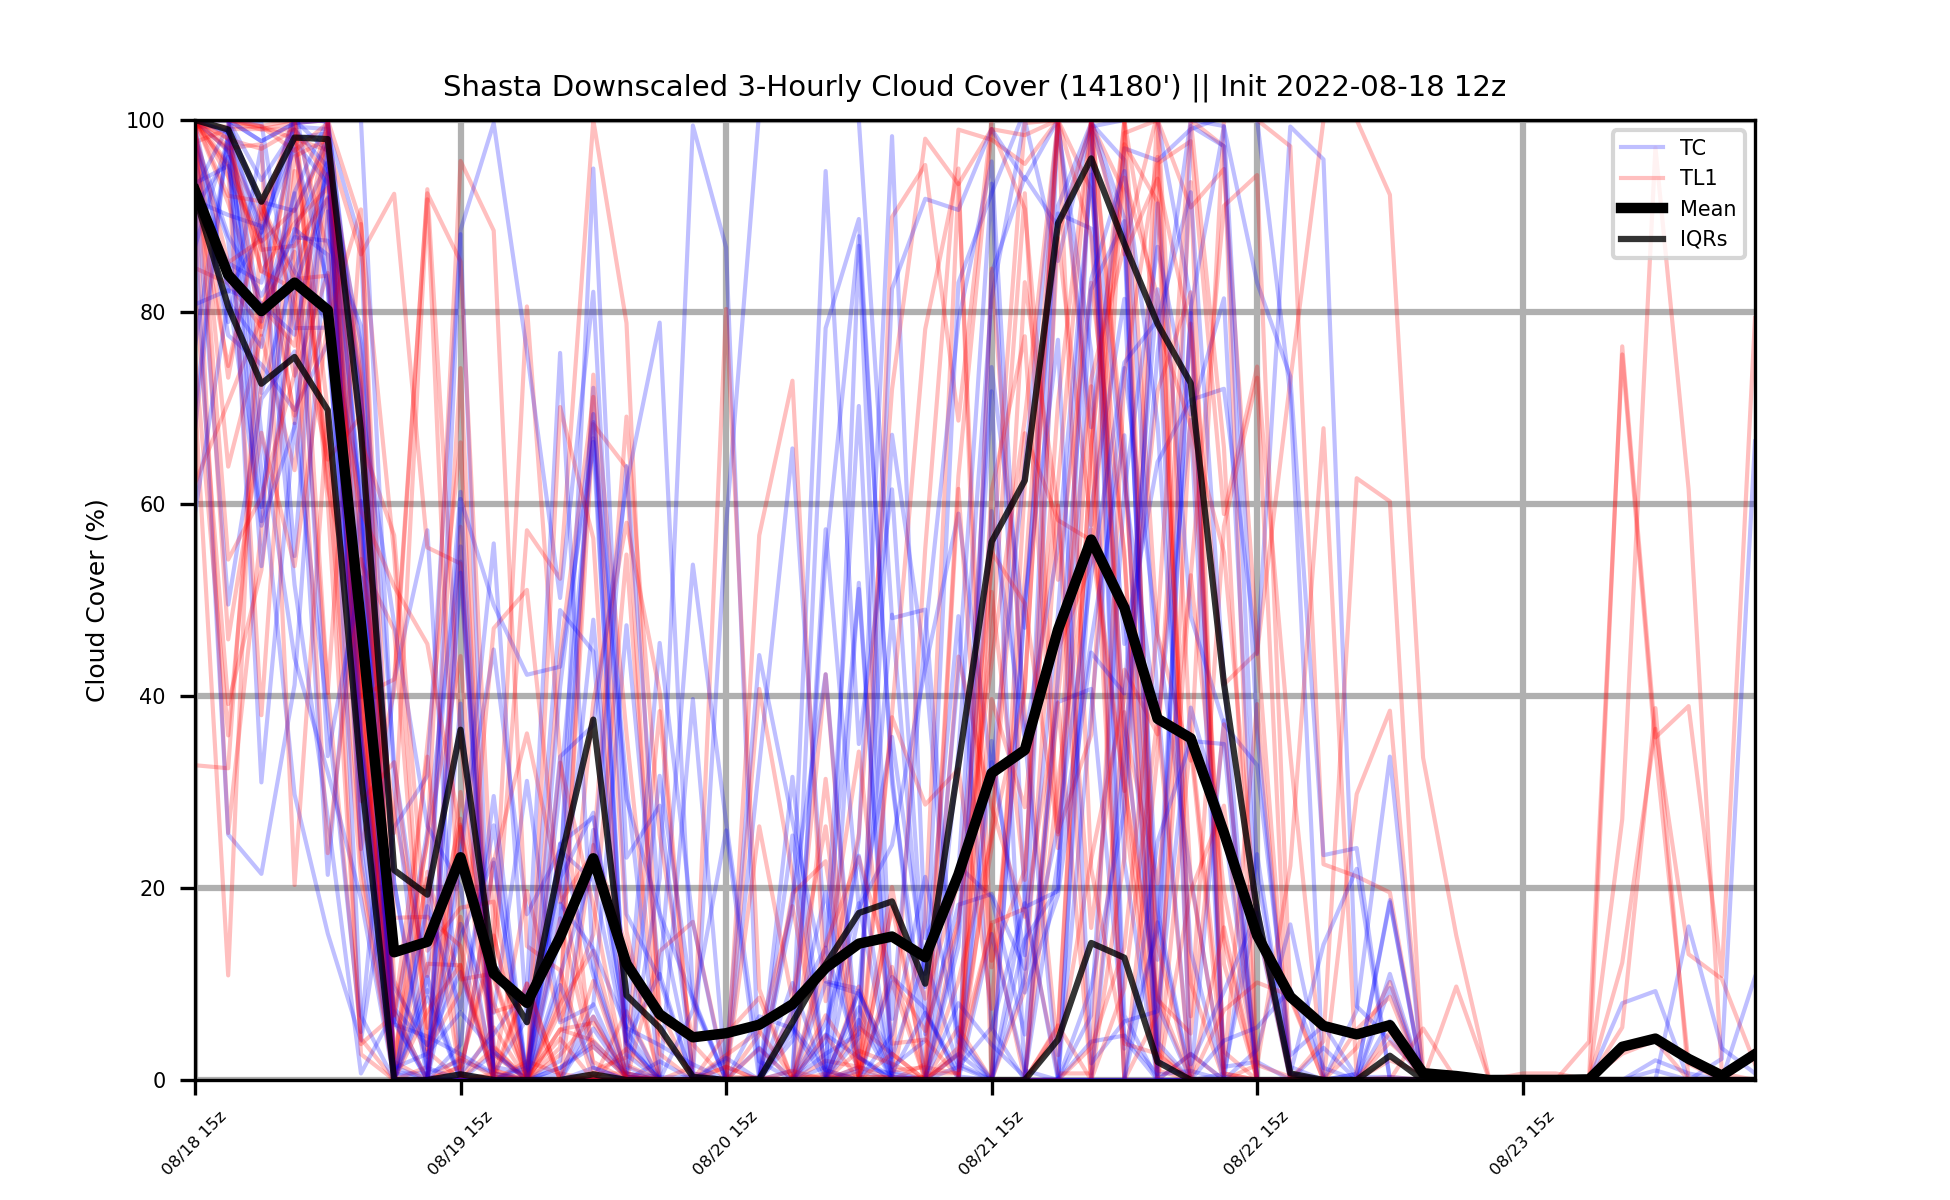 Shasta Downscaled 3-Hourly Cloud Cover (14180') || Init 2022-08-18 12z
Cloud Cover (%)
100
80
60
40
20
0
TC
TL1
Mean
IQRs
08/18 15z
08/19 15z
08/20 15z
08/21 15z
08/22 15z
08/23 15z